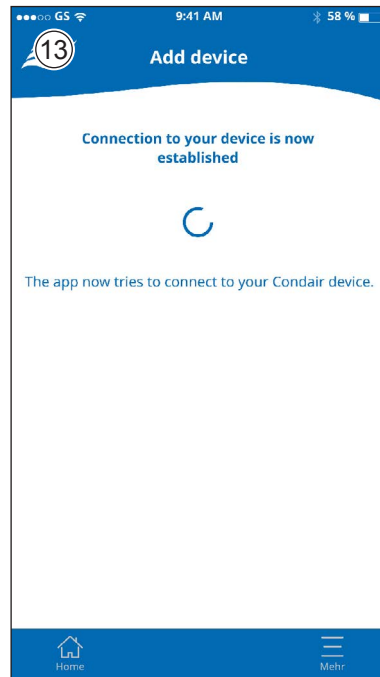 GS 9:41 AM 58 %
13
Add device
Connection to your device is now
established
The app now tries to connect to your Condair device.
Home Mehr